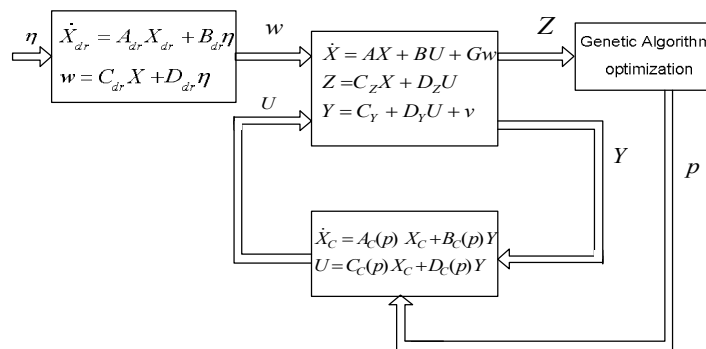 η
Ẋ_dr = A_dr X_dr + B_dr η
w = C_dr X + D_dr η
w
U
Ẋ = AX + BU + Gw
Z = C_Z X + D_Z U
Y = C_Y + D_Y U + v
Z
Genetic Algorithm
optimization
Y
p
Ẋ_C = A_C(p) X_C + B_C(p) Y
U = C_C(p) X_C + D_C(p) Y